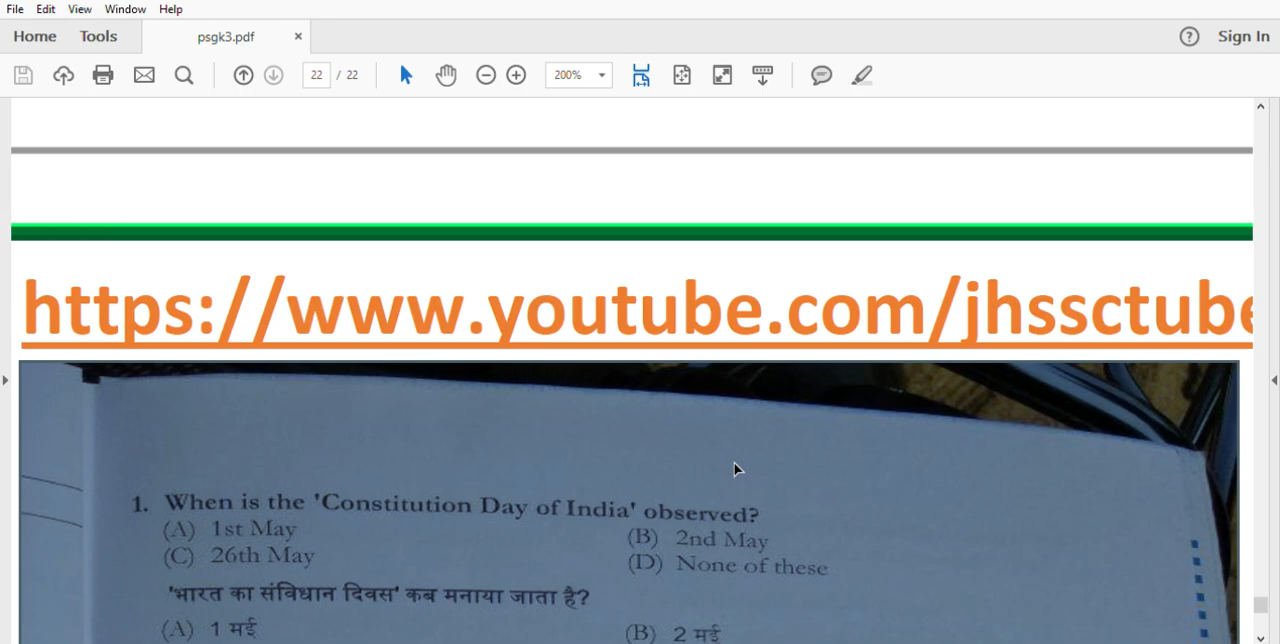 File Edit View Window Help
Home Tools psgk3.pdf × ? Sign In
22 / 22 200%
https://www.youtube.com/jhssctube
1. When is the 'Constitution Day of India' observed?
(A) 1st May (B) 2nd May
(C) 26th May (D) None of these
'भारत का संविधान दिवस' कब मनाया जाता है?
(A) 1 मई (B) 2 मई